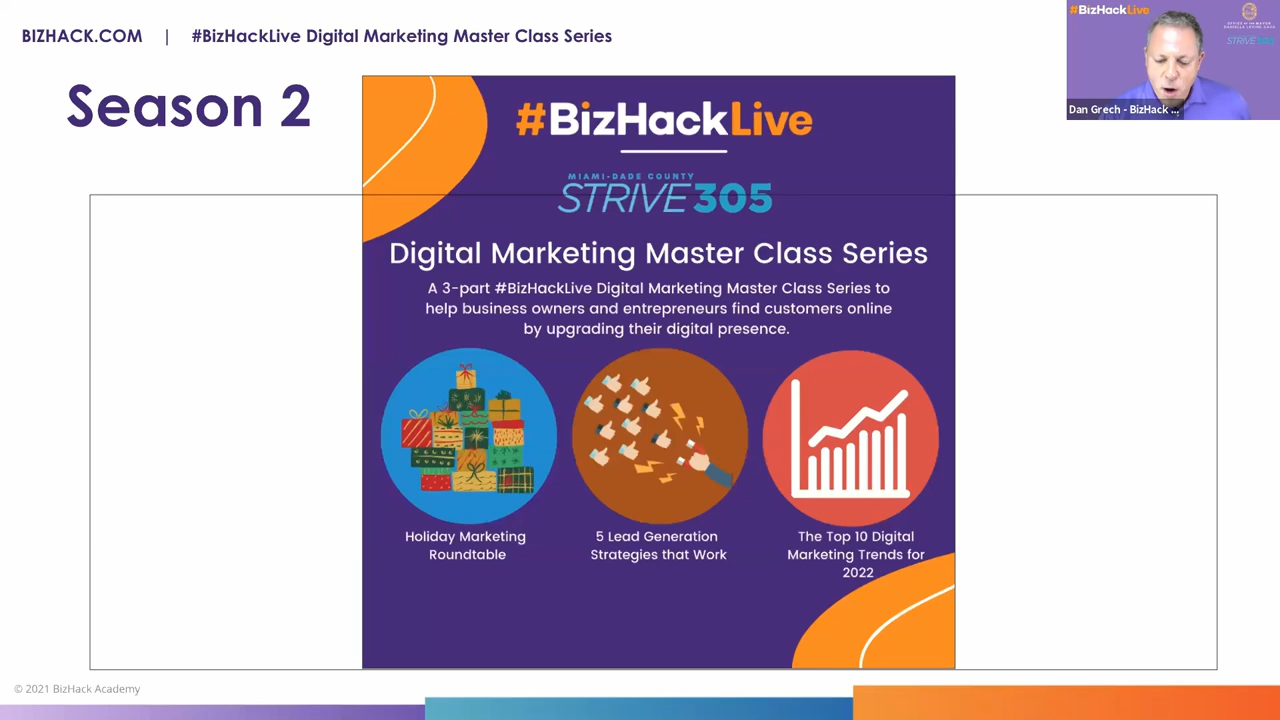 BIZHACK.COM | #BizHackLive Digital Marketing Master Class Series
Season 2
#BizHackLive
MIAMI-DADE COUNTY
STRIVE305
Digital Marketing Master Class Series
A 3-part #BizHackLive Digital Marketing Master Class Series to
help business owners and entrepreneurs find customers online
by upgrading their digital presence.
Holiday Marketing
Roundtable
5 Lead Generation
Strategies that Work
The Top 10 Digital
Marketing Trends for
2022
#BizHackLive
STRIVE
Dan Grech - BizHack ...
© 2021 BizHack Academy